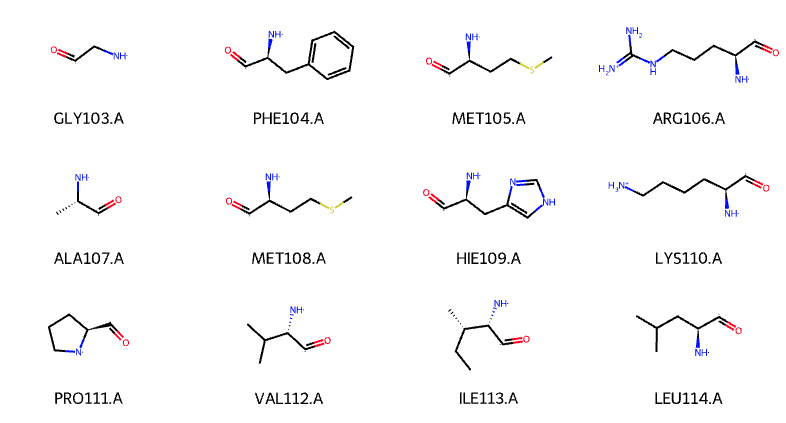 O NH· GLY103.A
O NH· PHE104.A
O NH· S MET105.A
NH₂ H₂N⁺ N H NH· O ARG106.A
NH· O ALA107.A
O NH· S MET108.A
O NH· N NH HIE109.A
H₃N⁺ NH· O LYS110.A
N· O PRO111.A
NH· O VAL112.A
NH· O ILE113.A
NH· O LEU114.A